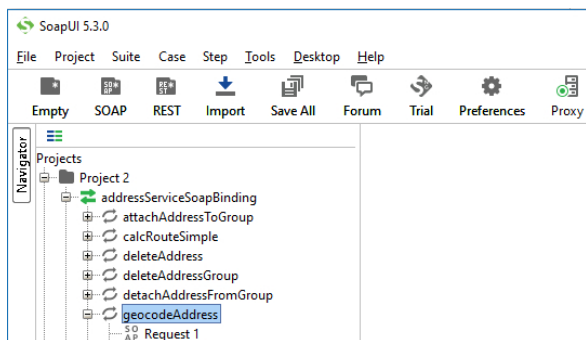 SoapUI 5.3.0
File Project Suite Case Step Tools Desktop Help
Empty SOAP REST Import Save All Forum Trial Preferences Proxy
Navigator
Projects
Project 2
addressServiceSoapBinding
attachAddressToGroup
calcRouteSimple
deleteAddress
deleteAddressGroup
detachAddressFromGroup
geocodeAddress
SOAP Request 1